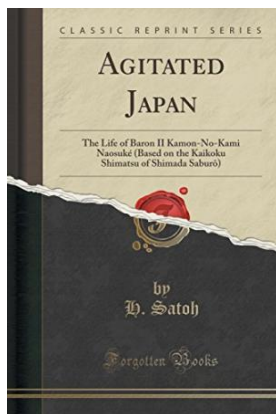 CLASSIC REPRINT SERIES
AGITATED
JAPAN
The Life of Baron II Kamon-No-Kami
Naosuké (Based on the Kaikoku
Shimatsu of Shimada Saburō)
by
H. Satoh
Forgotten Books